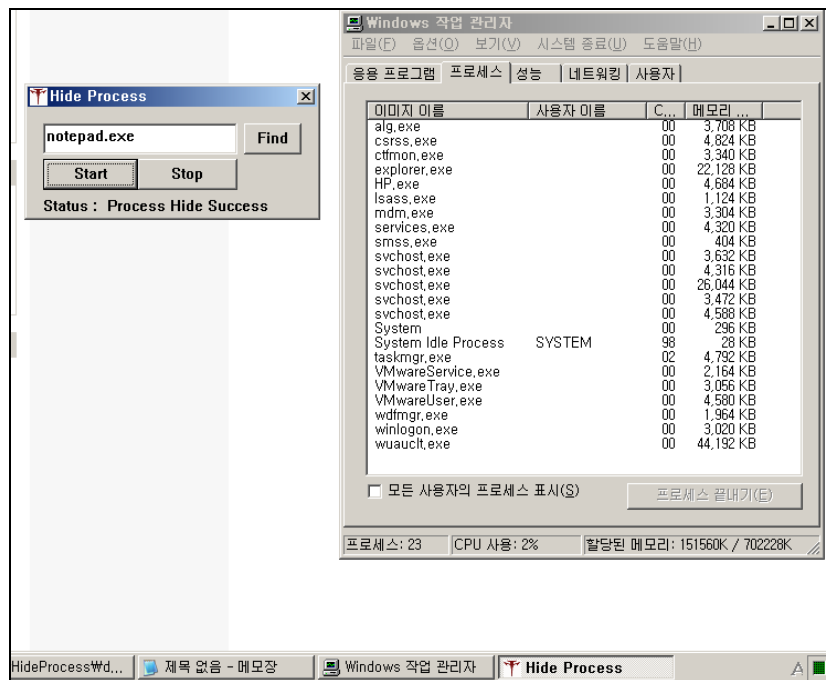 Windows 작업 관리자
파일(F) 옵션(O) 보기(V) 시스템 종료(U) 도움말(H)
응용 프로그램 프로세스 성능 네트워킹 사용자
이미지 이름 사용자 이름 C... 메모리 ...
alg.exe 00 3,708 KB
csrss.exe 00 4,824 KB
ctfmon.exe 00 3,340 KB
explorer.exe 00 22,128 KB
HP.exe 00 4,684 KB
lsass.exe 00 1,124 KB
mdm.exe 00 3,304 KB
services.exe 00 4,320 KB
smss.exe 00 404 KB
svchost.exe 00 3,632 KB
svchost.exe 00 4,316 KB
svchost.exe 00 26,044 KB
svchost.exe 00 3,472 KB
svchost.exe 00 4,588 KB
System 00 296 KB
System Idle Process SYSTEM 98 28 KB
taskmgr.exe 02 4,792 KB
VMwareService.exe 00 2,164 KB
VMwareTray.exe 00 3,056 KB
VMwareUser.exe 00 4,580 KB
wdfmgr.exe 00 1,964 KB
winlogon.exe 00 3,020 KB
wuauclt.exe 00 44,192 KB
모든 사용자의 프로세스 표시(S)
프로세스 끝내기(E)
프로세스: 23 CPU 사용: 2% 할당된 메모리: 151560K / 702228K
Hide Process
notepad.exe Find
Start Stop
Status : Process Hide Success
HideProcess₩d... 제목 없음 - 메모장 Windows 작업 관리자 Hide Process A